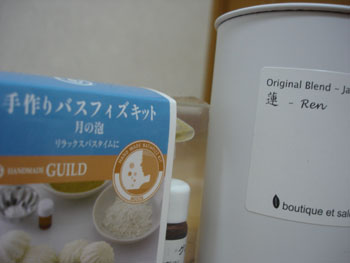 手作りバスフィズキット
月の泡
リラックスバスタイムに
HANDMADE GUILD
Original Blend - Ja
蓮 - Ren
boutique et sal